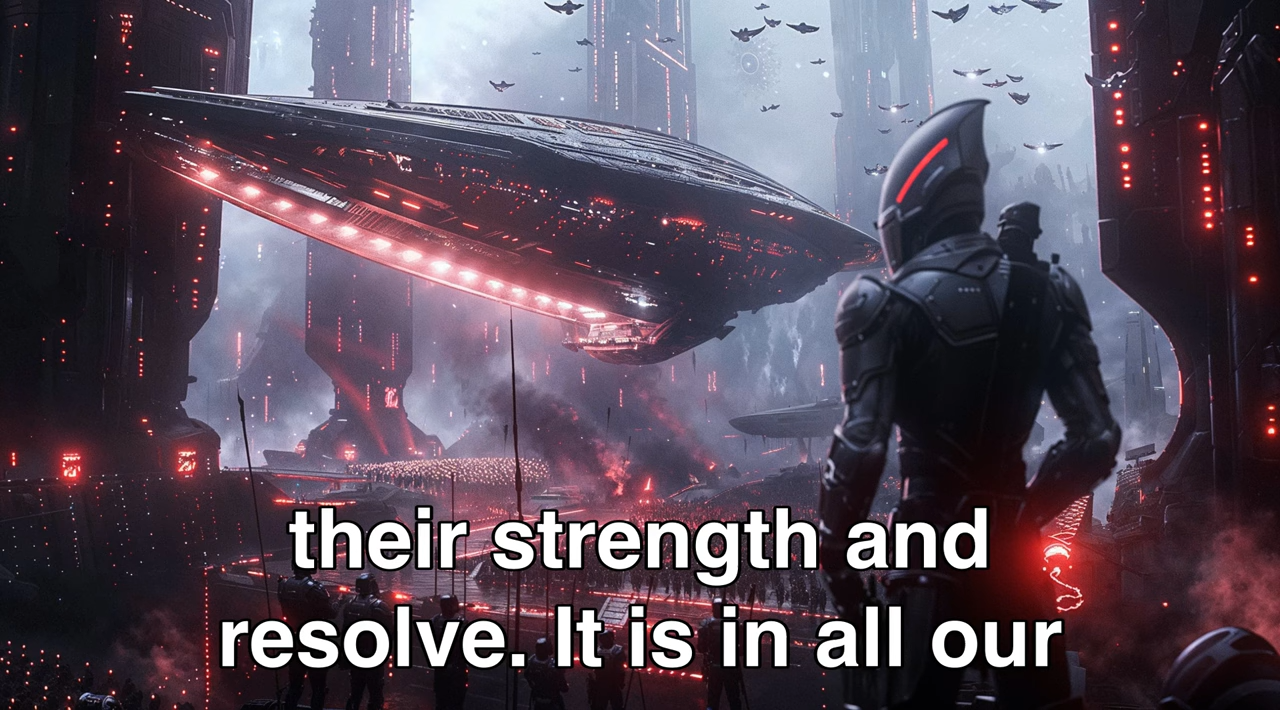 their strength and
resolve. It is in all our